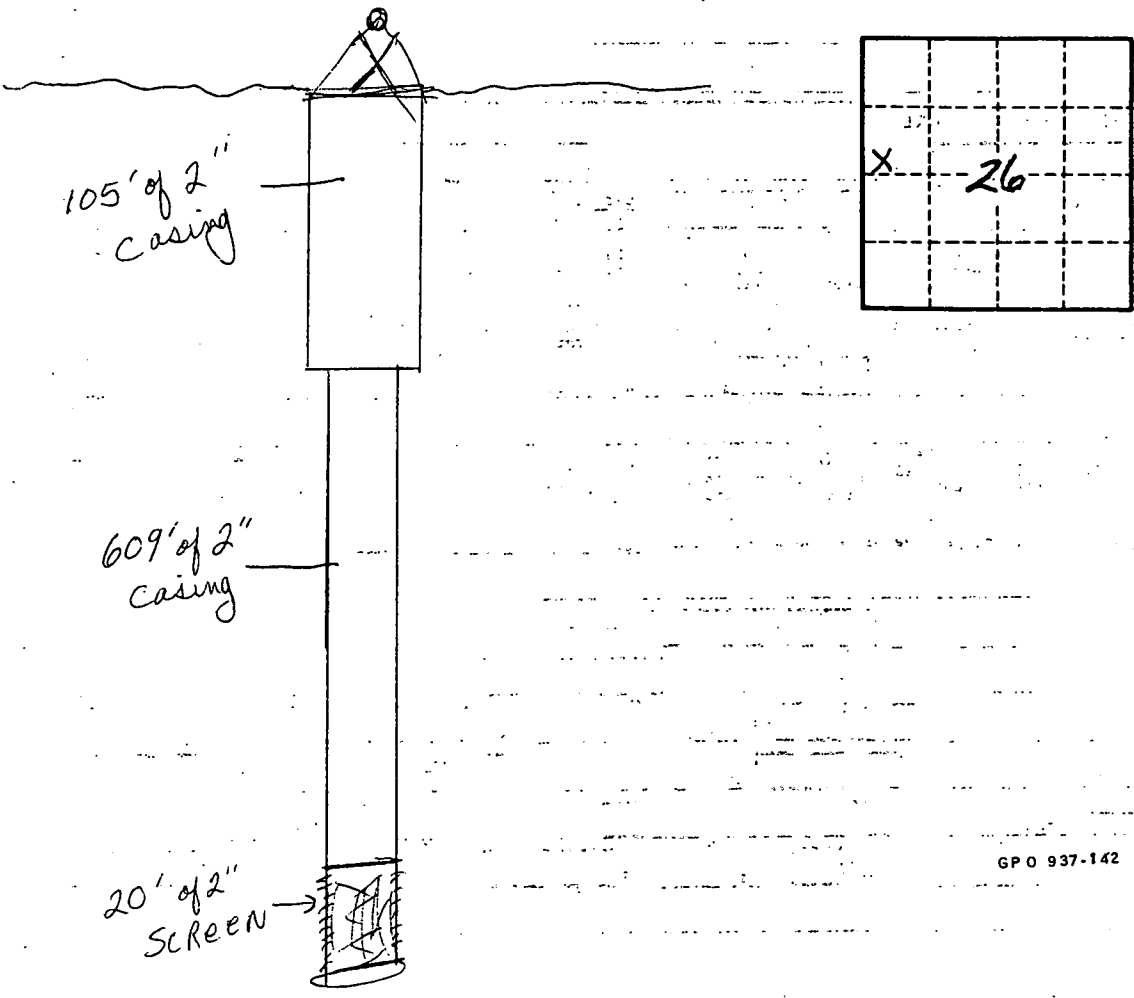 105' of 2"
casing
X
26
609' of 2"
casing
GPO 937-142
20' of 2"
SCREEN